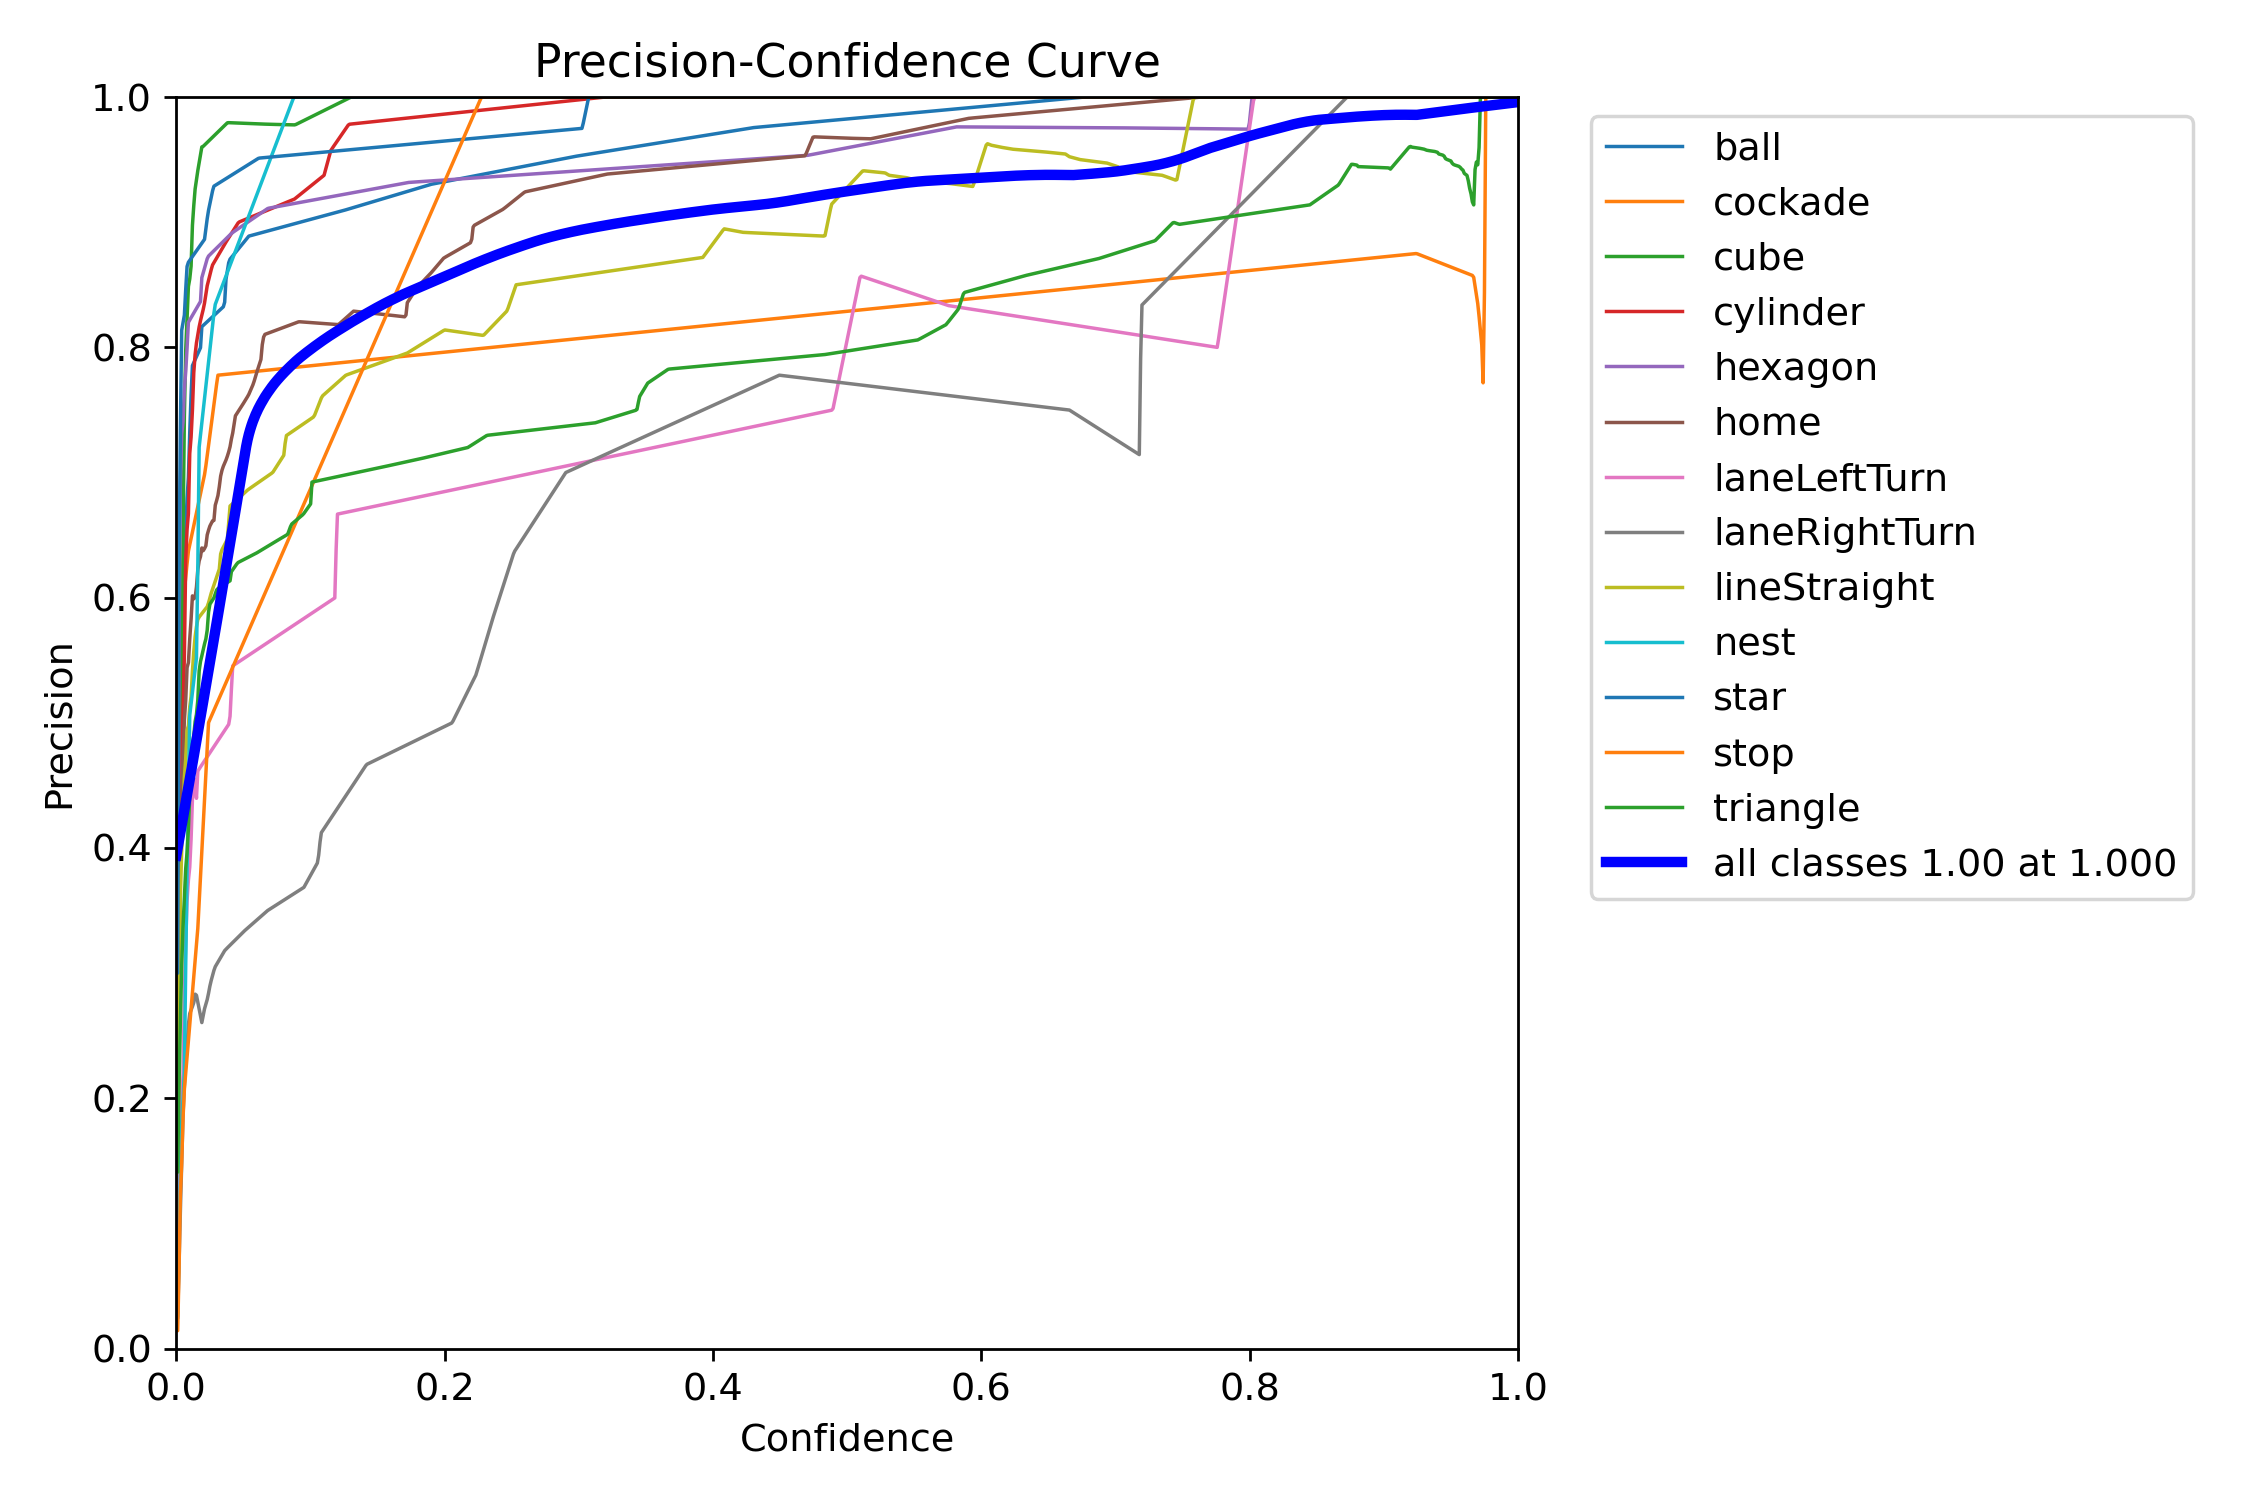 Precision-Confidence Curve
1.0
0.8
0.6
0.4
0.2
0.0
Precision
0.0 0.2 0.4 0.6 0.8 1.0
Confidence
ball
cockade
cube
cylinder
hexagon
home
laneLeftTurn
laneRightTurn
lineStraight
nest
star
stop
triangle
all classes 1.00 at 1.000